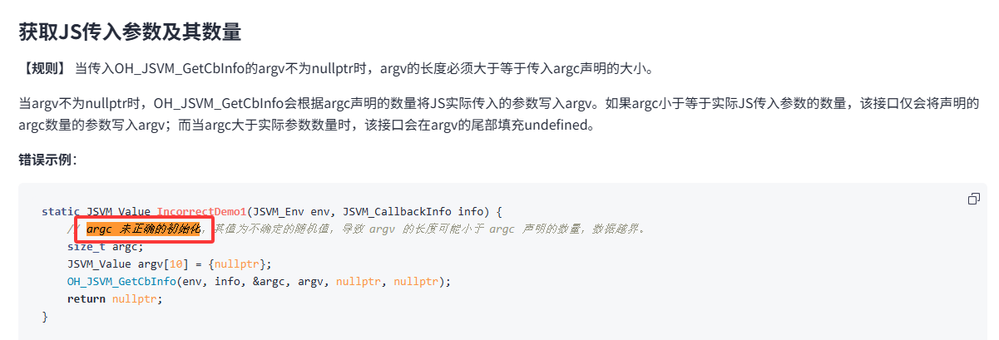 获取JS传入参数及其数量
【规则】 当传入OH_JSVM_GetCbInfo的argv不为nullptr时，argv的长度必须大于等于传入argc声明的大小。
当argv不为nullptr时，OH_JSVM_GetCbInfo会根据argc声明的数量将JS实际传入的参数写入argv。如果argc小于等于实际JS传入参数的数量，该接口仅会将声明的
argc数量的参数写入argv；而当argc大于实际参数数量时，该接口会在argv的尾部填充undefined。
错误示例：
static JSVM_Value IncorrectDemo1(JSVM_Env env, JSVM_CallbackInfo info) {
// argc 未正确的初始化，其值为不确定的随机值，导致 argv 的长度可能小于 argc 声明的数量，数据越界。
size_t argc;
JSVM_Value argv[10] = {nullptr};
OH_JSVM_GetCbInfo(env, info, &argc, argv, nullptr, nullptr);
return nullptr;
}